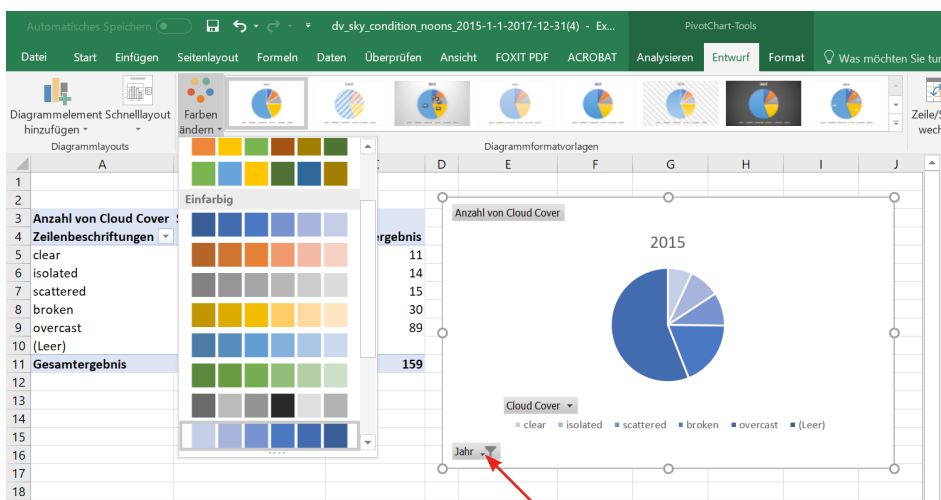 Automatisches Speichern
dv_sky_condition_noons_2015-1-1-2017-12-31(4) - Ex...
PivotChart-Tools
Datei Start Einfügen Seitenlayout Formeln Daten Überprüfen Ansicht FOXIT PDF ACROBAT Analysieren Entwurf Format Was möchten Sie tun
Diagrammelement hinzufügen
Schnelllayout
Farben ändern
Zeile/S
wech
Diagrammlayouts
Diagrammformatvorlagen
A D E F G H I J
Einfarbig
1
2
3 Anzahl von Cloud Cover
4 Zeilenbeschriftungen ergebnis
5 clear 11
6 isolated 14
7 scattered 15
8 broken 30
9 overcast 89
10 (Leer)
11 Gesamtergebnis 159
12
13
14
15
16
17
18
Anzahl von Cloud Cover
2015
Cloud Cover
clear isolated scattered broken overcast (Leer)
Jahr